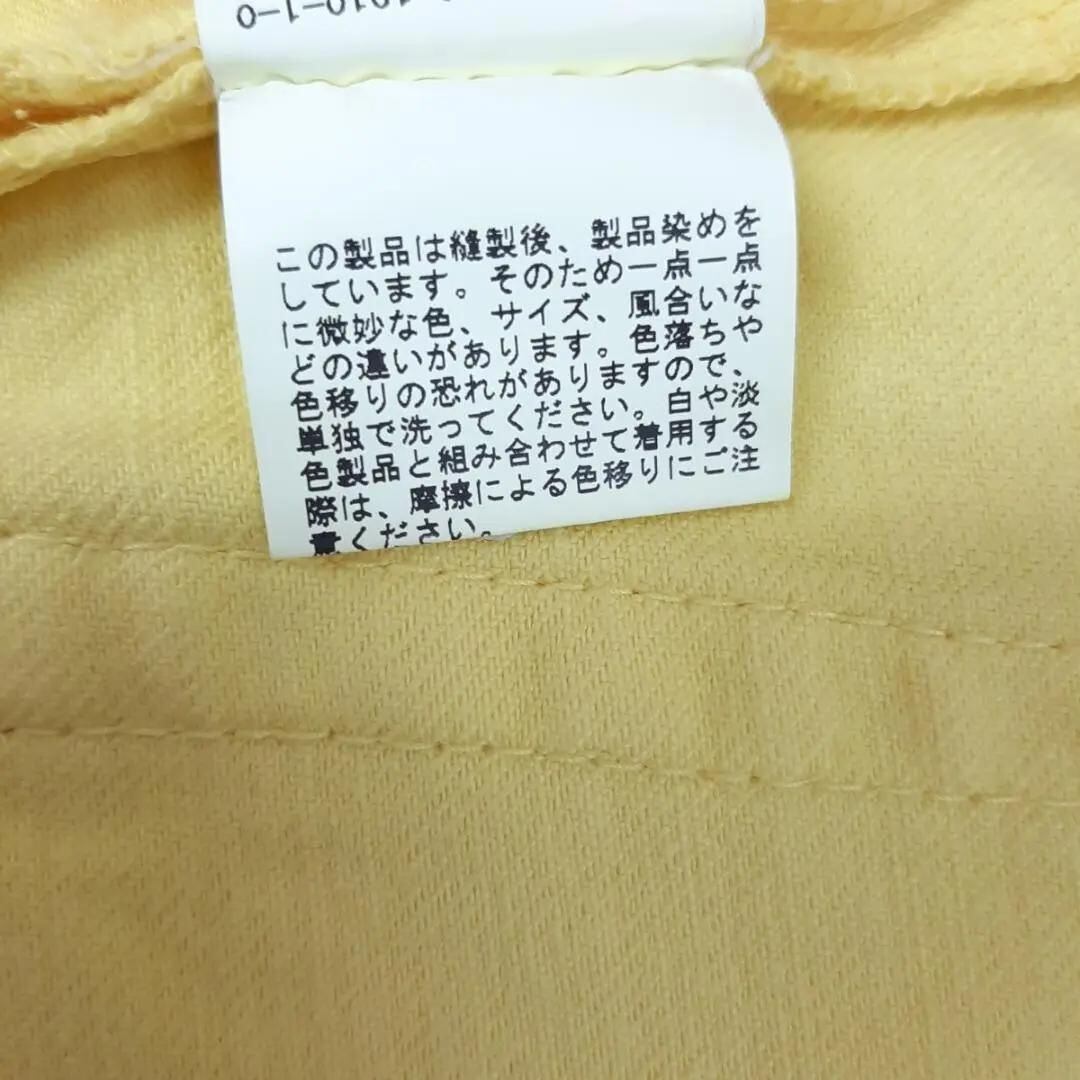 1910-1-0
この製品は縫製後、製品染めを
しています。そのため一点一点
に微妙な色、サイズ、風合いな
どの違いがあります。色落ちや
色移りの恐れがありますので、
単独で洗ってください。白や淡
色製品と組み合わせて着用する
際は、摩擦による色移りにご注
意ください。